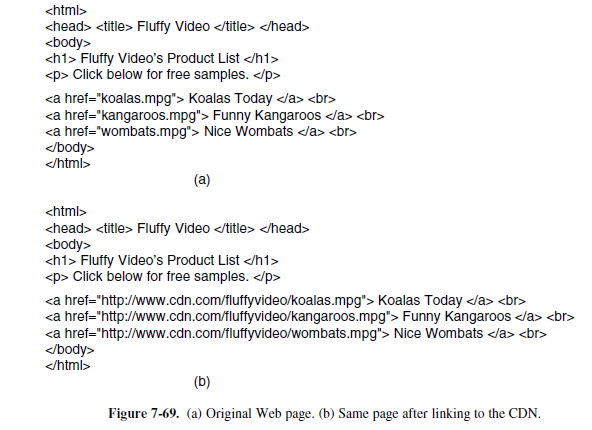 <html>
<head> <title> Fluffy Video </title> </head>
<body>
<h1> Fluffy Video's Product List </h1>
<p> Click below for free samples. </p>
<a href="koalas.mpg"> Koalas Today </a> <br>
<a href="kangaroos.mpg"> Funny Kangaroos </a> <br>
<a href="wombats.mpg"> Nice Wombats </a> <br>
</body>
</html>
(a)
<html>
<head> <title> Fluffy Video </title> </head>
<body>
<h1> Fluffy Video's Product List </h1>
<p> Click below for free samples. </p>
<a href="http://www.cdn.com/fluffyvideo/koalas.mpg"> Koalas Today </a> <br>
<a href="http://www.cdn.com/fluffyvideo/kangaroos.mpg"> Funny Kangaroos </a> <br>
<a href="http://www.cdn.com/fluffyvideo/wombats.mpg"> Nice Wombats </a> <br>
</body>
</html>
(b)
Figure 7-69. (a) Original Web page. (b) Same page after linking to the CDN.